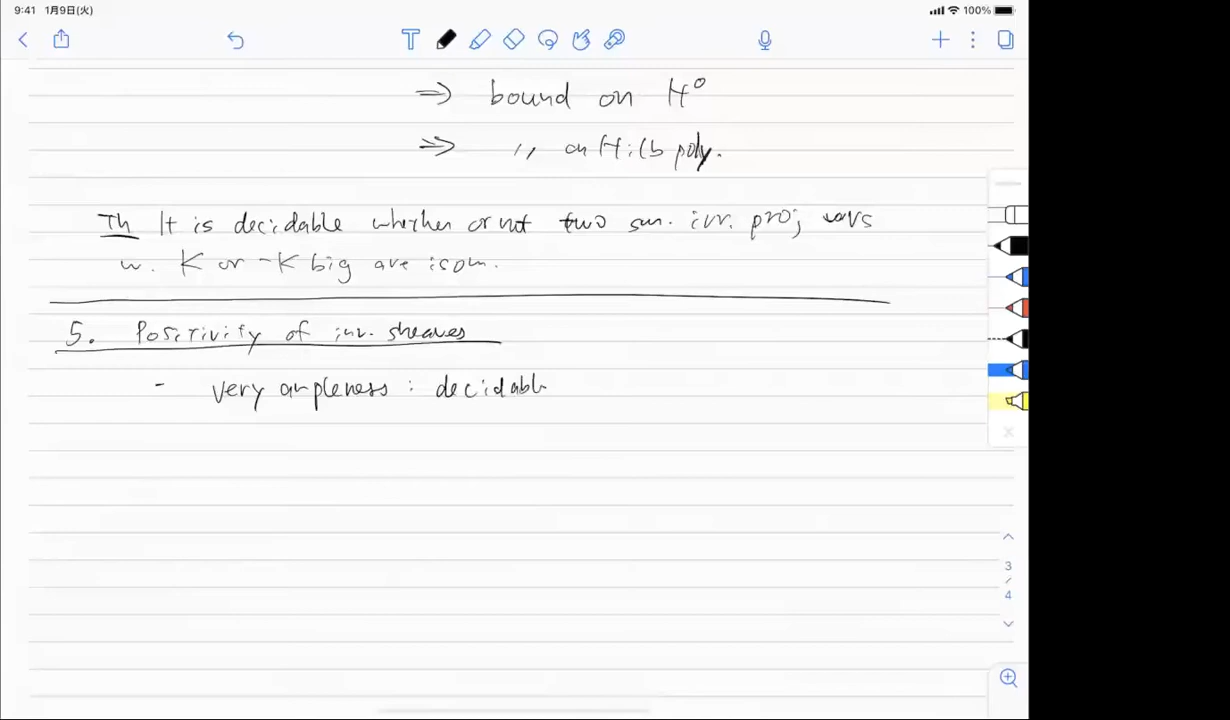 9:41 1月9日(火) 100%
⇒ bound on H⁰
⇒ 〃 on Hilb poly.
Th It is decidable whether or not two sm. irr. proj vars
w. K or -K big are isom.
5. Positivity of inv. sheaves
- very ampleness : decidabl
3
/
4